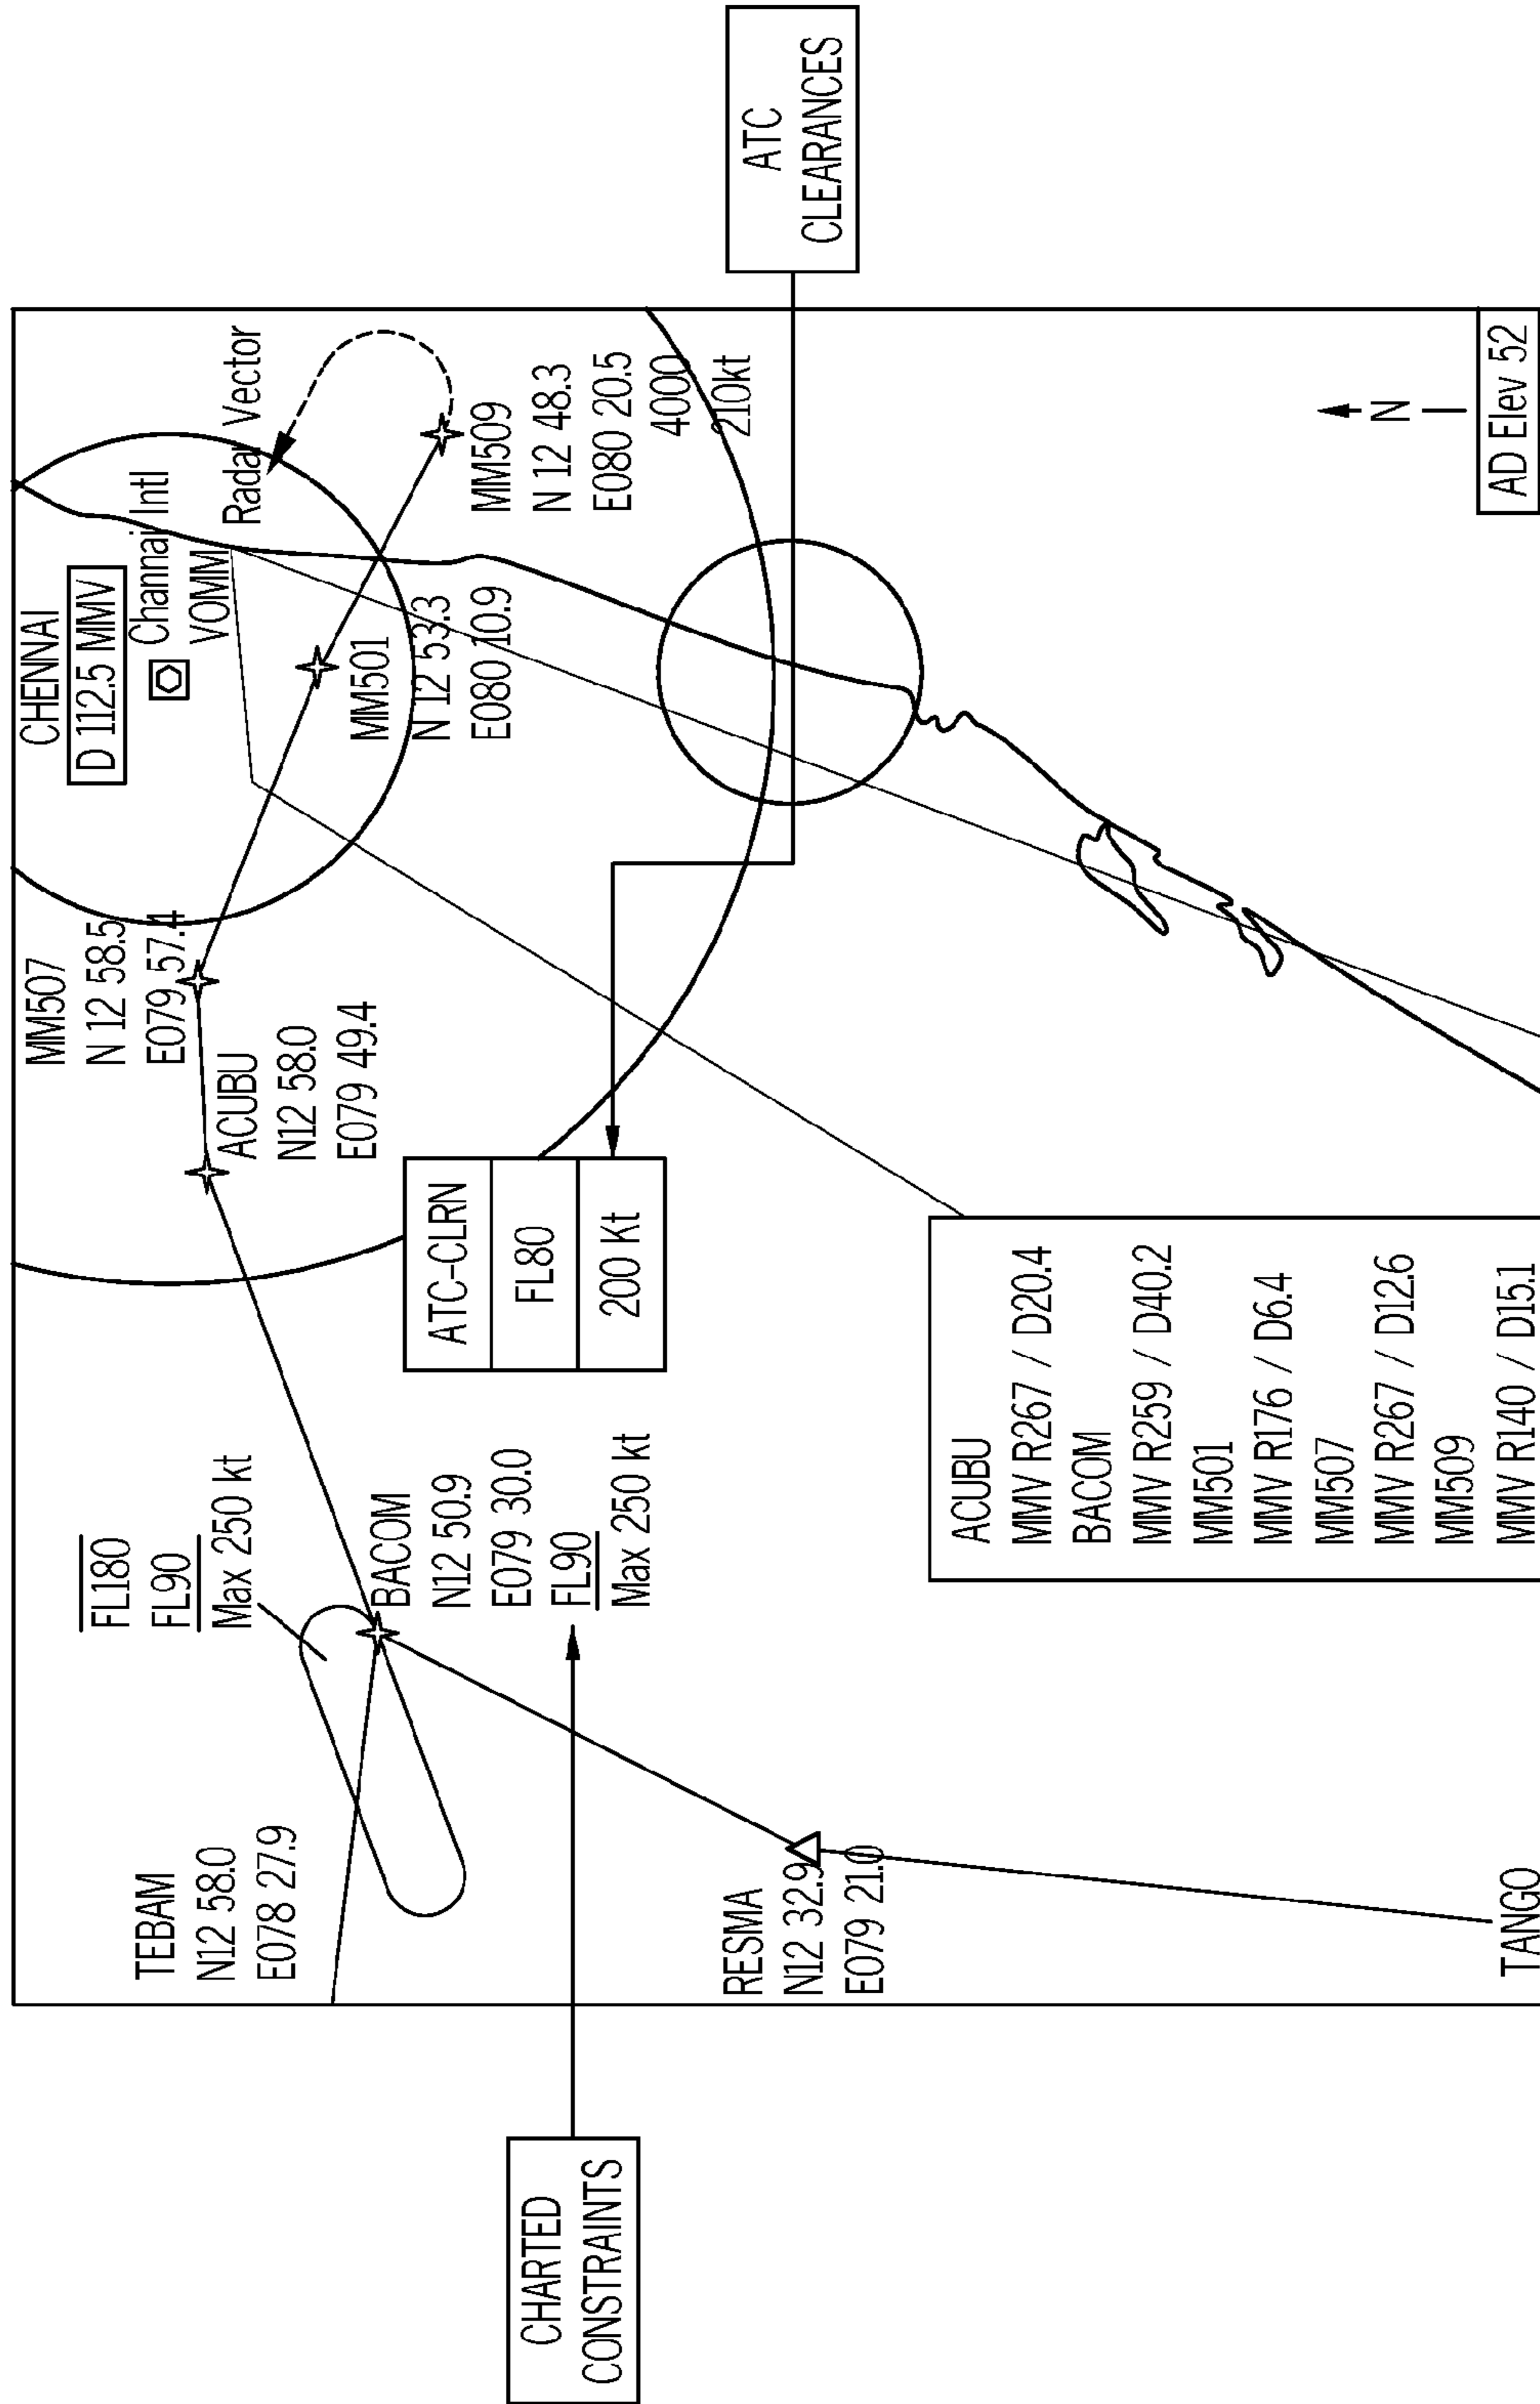 CHENNAI
D 112.5 MMV
Channai Intl
VOMM
Radar Vector
MM507
N 12 58.5
E079 57.4
ACUBU
N12 58.0
E079 49.4
MM501
N 12 53.3
E080 10.9
MM509
N 12 48.3
E080 20.5
4000
210kt
FL180
FL90
Max 250 kt
TEBAM
N12 58.0
E078 27.9
BACOM
N12 50.9
E079 30.0
FL90
Max 250 kt
ATC-CLRN
FL80
200 Kt
CHARTED
CONSTRAINTS
ATC
CLEARANCES
RESMA
N12 32.9
E079 21.0
ACUBU
MMV R267 / D20.4
BACOM
MMV R259 / D40.2
MM501
MMV R176 / D6.4
MM507
MMV R267 / D12.6
MM509
MMV R140 / D15.1
N
TANGO
AD Elev 52